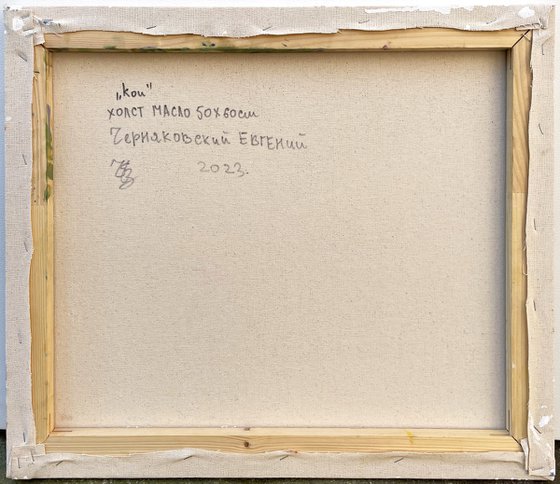 „Кои"
ХОЛСТ МАСЛО 50Х60см
Черняковский ЕВГЕНИЙ
2023.